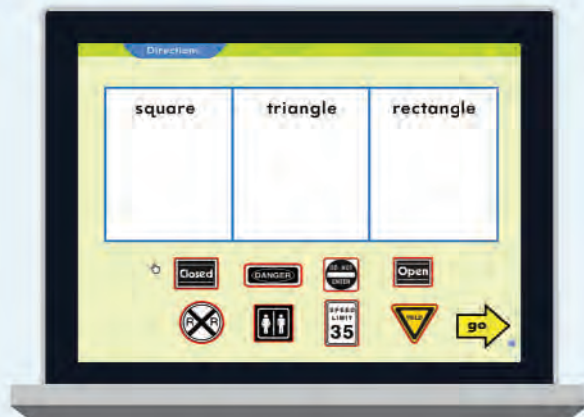 Directions
square triangle rectangle
Closed DANGER DO NOT ENTER Open
R R SPEED LIMIT 35 YIELD go